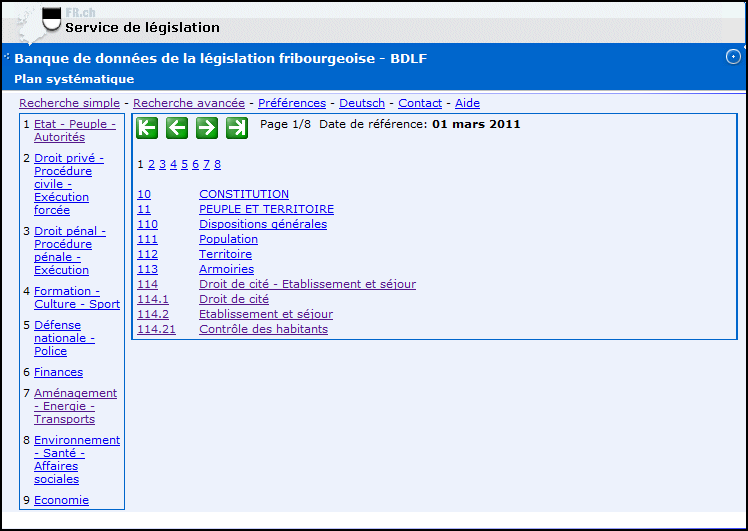 FR.ch
Service de législation
Banque de données de la législation fribourgeoise - BDLF
Plan systématique
Recherche simple - Recherche avancée - Préférences - Deutsch - Contact - Aide
1 Etat - Peuple -
Autorités
2 Droit privé -
Procédure
civile -
Exécution
forcée
3 Droit pénal -
Procédure
pénale -
Exécution
4 Formation -
Culture - Sport
5 Défense
nationale -
Police
6 Finances
7 Aménagement
- Energie -
Transports
8 Environnement
- Santé -
Affaires
sociales
9 Economie
Page 1/8 Date de référence: 01 mars 2011
1 2 3 4 5 6 7 8
10 CONSTITUTION
11 PEUPLE ET TERRITOIRE
110 Dispositions générales
111 Population
112 Territoire
113 Armoiries
114 Droit de cité - Etablissement et séjour
114.1 Droit de cité
114.2 Etablissement et séjour
114.21 Contrôle des habitants